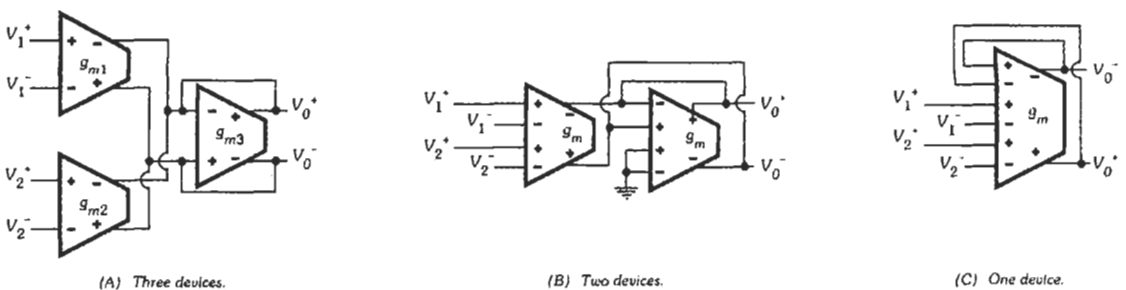 V1+
V1-
+
-
gm1
-
+
V2+
V2-
+
-
gm2
-
+
-
+
gm3
+
-
V0+
V0-
(A) Three devices.
V1+
V1-
V2+
V2-
+
-
+
-
gm
-
+
-
+
+
-
gm
+
-
V0+
V0-
(B) Two devices.
V1+
V1-
V2+
V2-
+
-
+
-
+
-
gm
-
+
V0-
V0+
(C) One device.